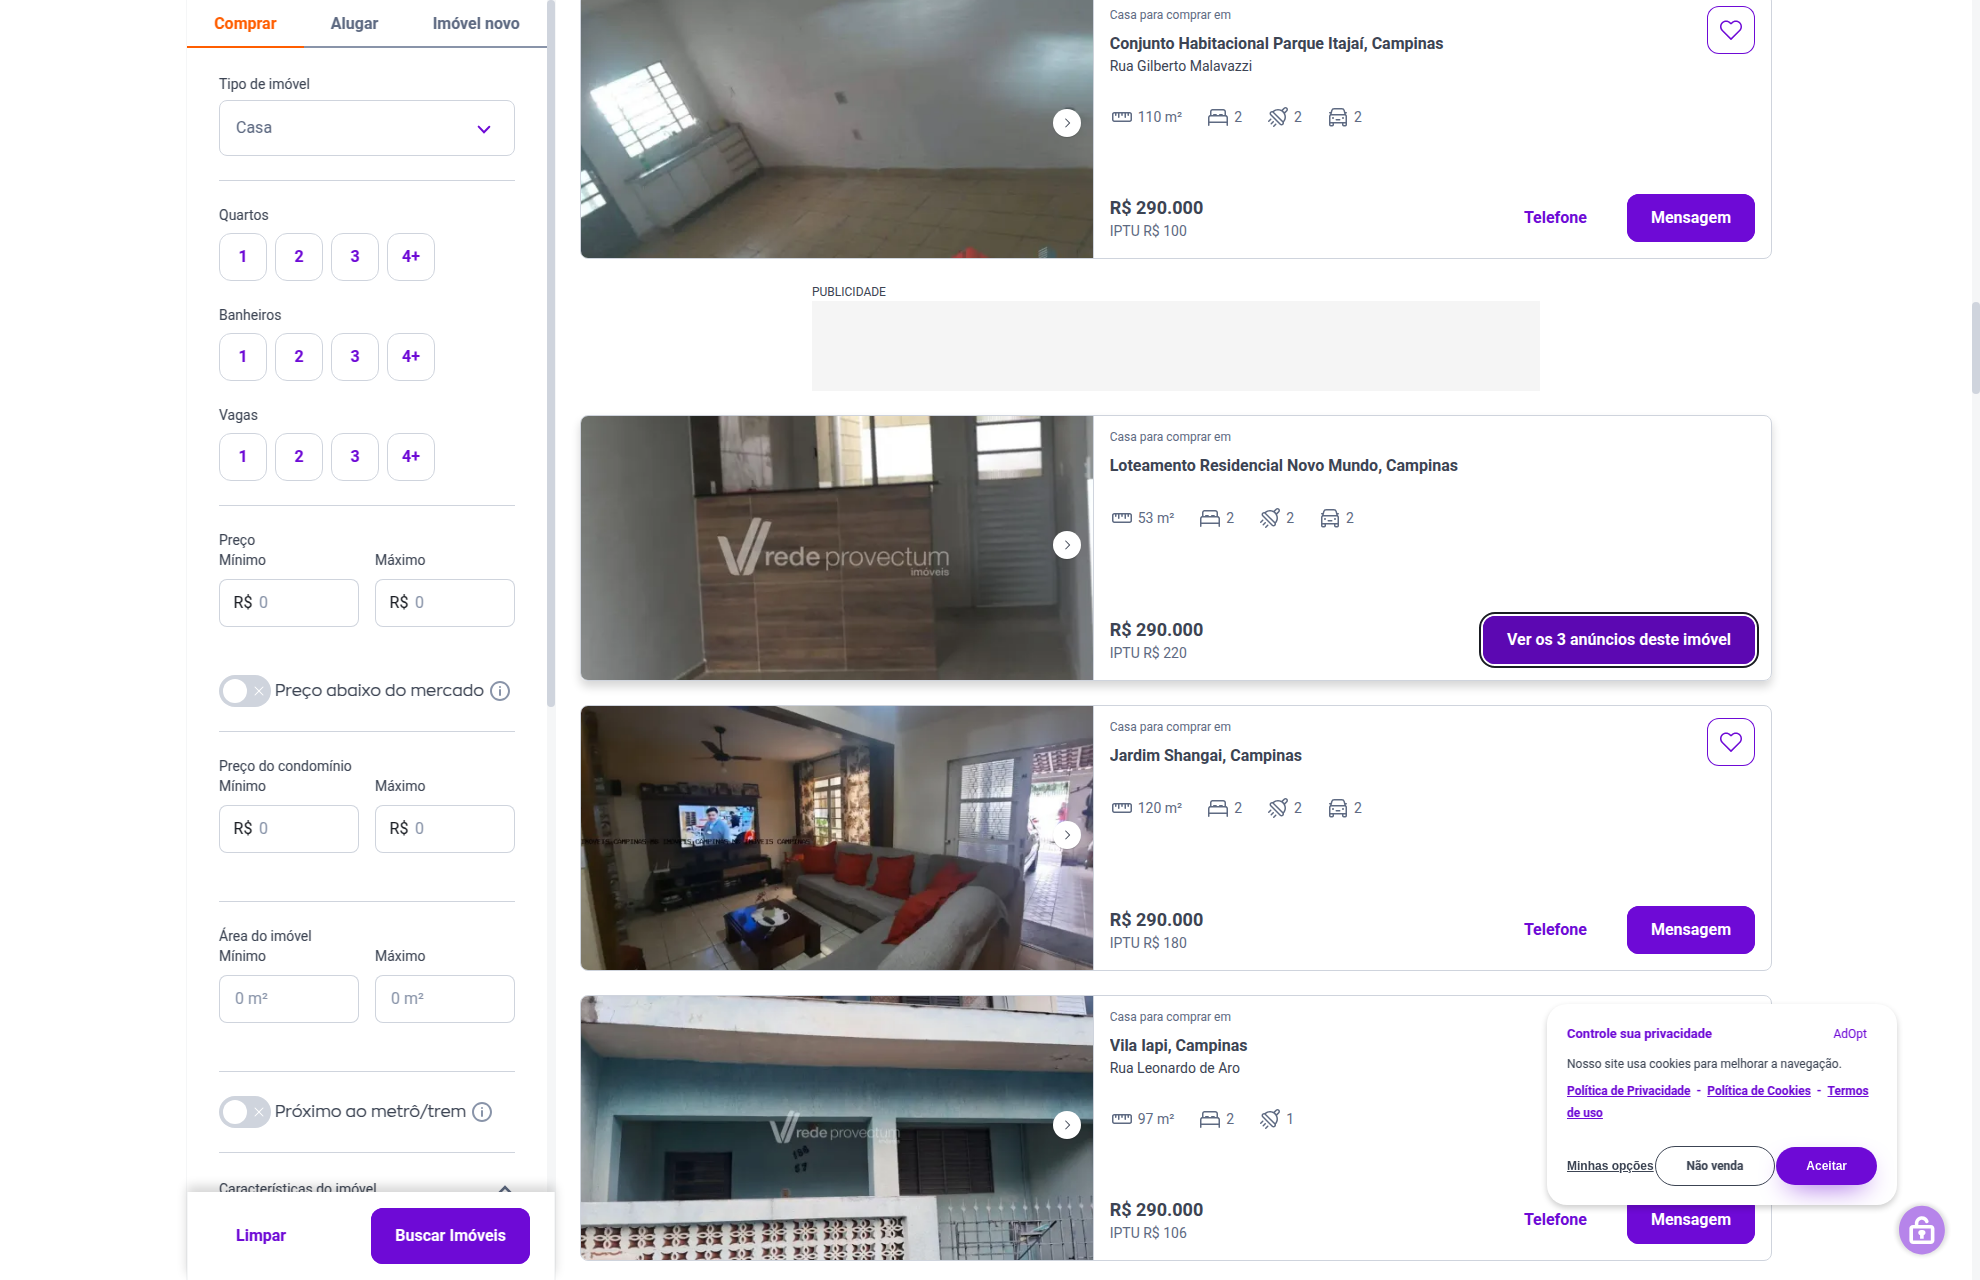 Comprar
Alugar
Imóvel novo
Tipo de imóvel
Casa
Quartos
1
2
3
4+
Banheiros
1
2
3
4+
Vagas
1
2
3
4+
Preço
Mínimo
Máximo
R$ 0
R$ 0
Preço abaixo do mercado
Preço do condomínio
Mínimo
Máximo
R$ 0
R$ 0
Área do imóvel
Mínimo
Máximo
0 m²
0 m²
Próximo ao metrô/trem
Características do imóvel
Limpar
Buscar Imóveis
Casa para comprar em
Conjunto Habitacional Parque Itajaí, Campinas
Rua Gilberto Malavazzi
110 m²
2
2
2
R$ 290.000
IPTU R$ 100
Telefone
Mensagem
PUBLICIDADE
rede provectum
imóveis
Casa para comprar em
Loteamento Residencial Novo Mundo, Campinas
53 m²
2
2
2
R$ 290.000
IPTU R$ 220
Ver os 3 anúncios deste imóvel
Casa para comprar em
Jardim Shangai, Campinas
120 m²
2
2
2
R$ 290.000
IPTU R$ 180
Telefone
Mensagem
rede provectum
Casa para comprar em
Vila Iapi, Campinas
Rua Leonardo de Aro
97 m²
2
1
R$ 290.000
IPTU R$ 106
Telefone
Mensagem
Controle sua privacidade
AdOpt
Nosso site usa cookies para melhorar a navegação.
Política de Privacidade - Política de Cookies - Termos
de uso
Minhas opções
Não venda
Aceitar